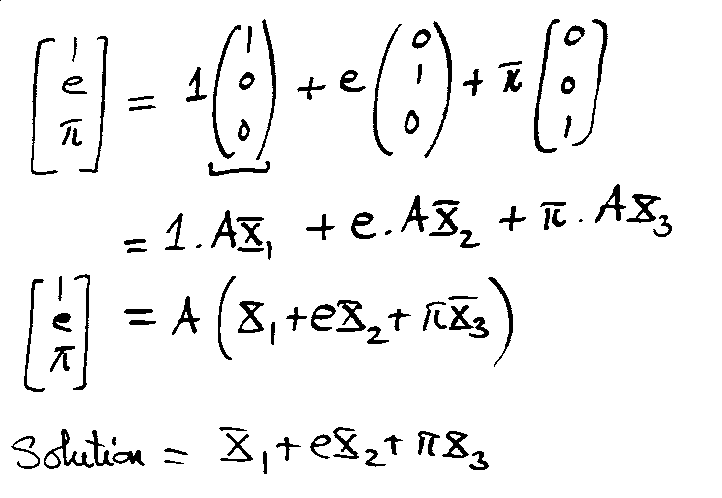 [1 e π] = 1(1 0 0) + e(0 1 0) + π[0 0 1]
= 1.Ax̄₁ + e.Ax̄₂ + π.Ax̄₃
[1 e π] = A(x̄₁+ex̄₂+πx̄₃)
Solution = x̄₁+ex̄₂+πx̄₃